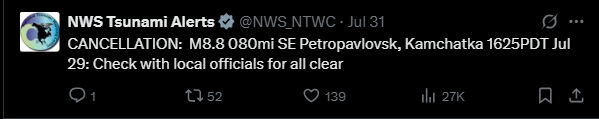 NWS Tsunami Alerts @NWS_NTWC · Jul 31
CANCELLATION: M8.8 080mi SE Petropavlovsk, Kamchatka 1625PDT Jul
29: Check with local officials for all clear
1 52 139 27K